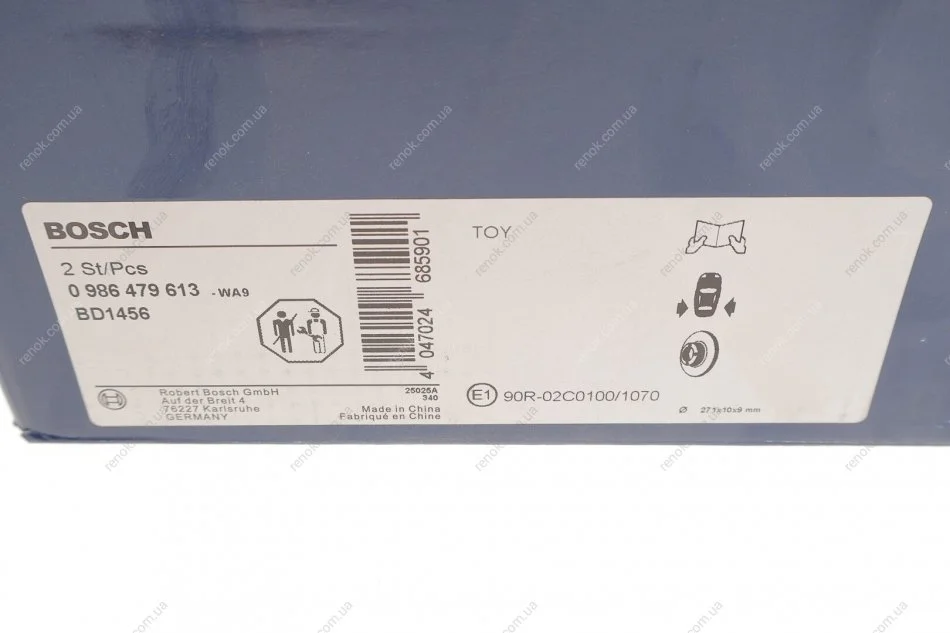 BOSCH
2 St/Pcs
0 986 479 613 -WA9
BD1456
4 047024 685901
Robert Bosch GmbH
Auf der Breit 4
76227 Karlsruhe
GERMANY
25025A
340
Made in China
Fabriqué en Chine
TOY
E1 90R-02C0100/1070
Ø 271x10x9 mm
renok.com.ua